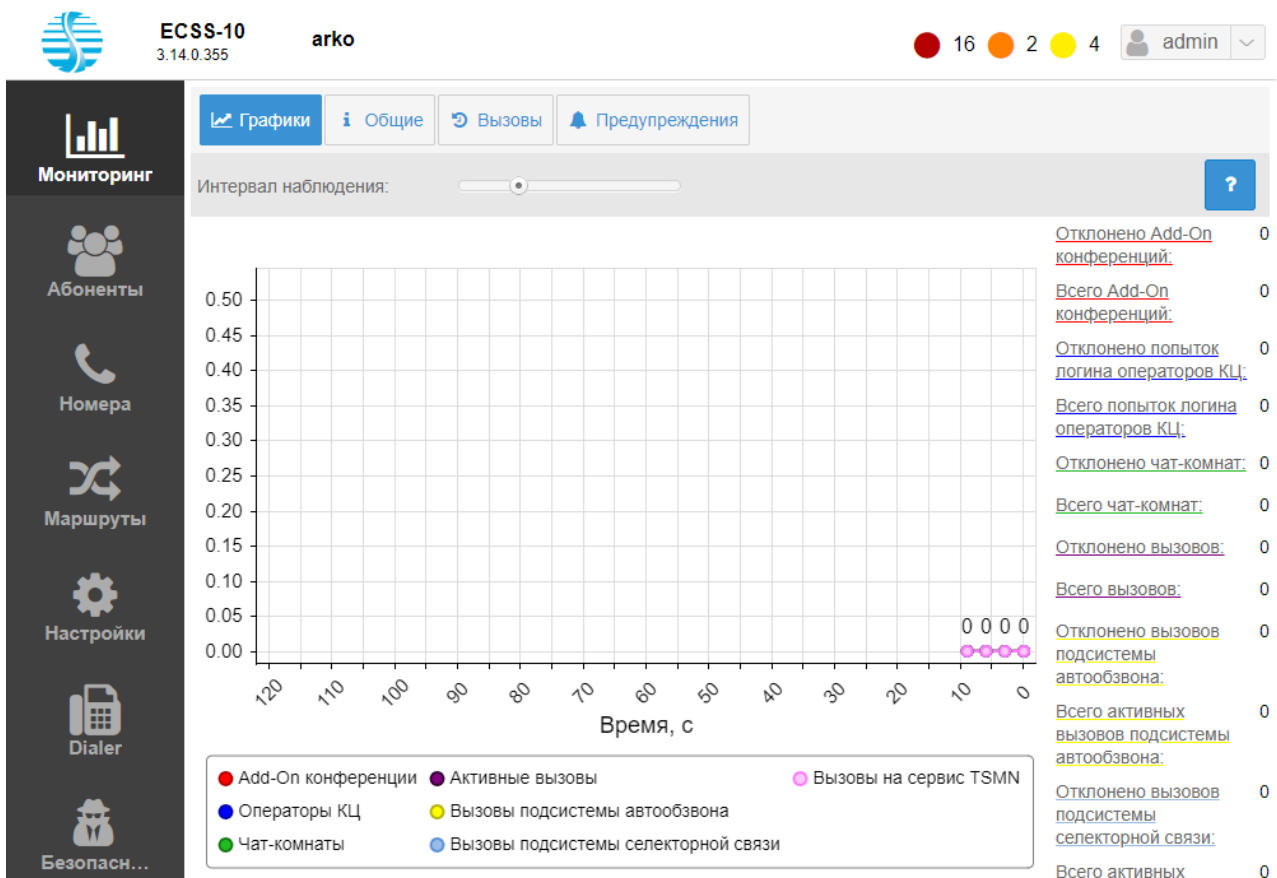 ECSS-10
3.14.0.355
arko
16 2 4 admin
Графики Общие Вызовы Предупреждения
Интервал наблюдения:
?
Мониторинг
Абоненты
Номера
Маршруты
Настройки
Dialer
Безопасн...
0.50
0.45
0.40
0.35
0.30
0.25
0.20
0.15
0.10
0.05
0.00
0 0 0 0
120 110 100 90 80 70 60 50 40 30 20 10 0
Время, с
Add-On конференции Активные вызовы Вызовы на сервис TSMN
Операторы КЦ Вызовы подсистемы автообзвона
Чат-комнаты Вызовы подсистемы селекторной связи
Отклонено Add-On 0
конференций:
Всего Add-On 0
конференций:
Отклонено попыток 0
логина операторов КЦ:
Всего попыток логина 0
операторов КЦ:
Отклонено чат-комнат: 0
Всего чат-комнат: 0
Отклонено вызовов: 0
Всего вызовов: 0
Отклонено вызовов 0
подсистемы
автообзвона:
Всего активных 0
вызовов подсистемы
автообзвона:
Отклонено вызовов 0
подсистемы
селекторной связи:
Всего активных 0